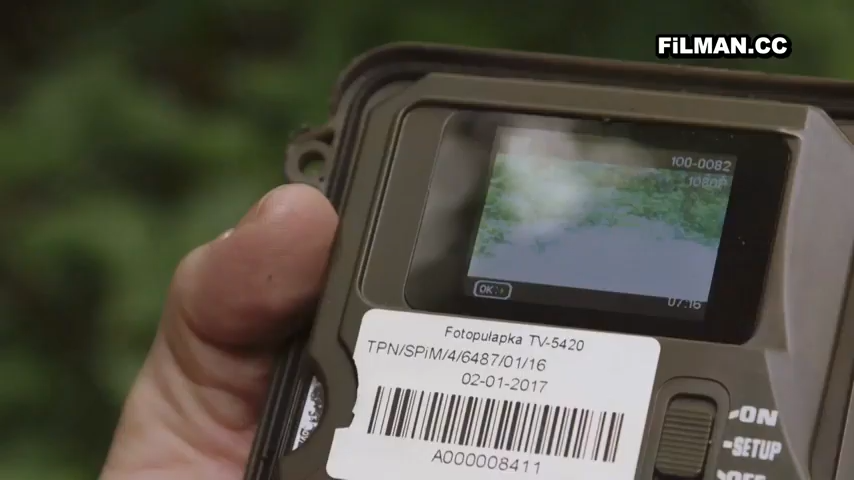 FiLMAN.CC
100-0082
1080P
OK
07:16
Fotopułapka TV-5420
TPN/SPiM/4/6487/01/16
02-01-2017
A000008411
ON
SETUP
OFF